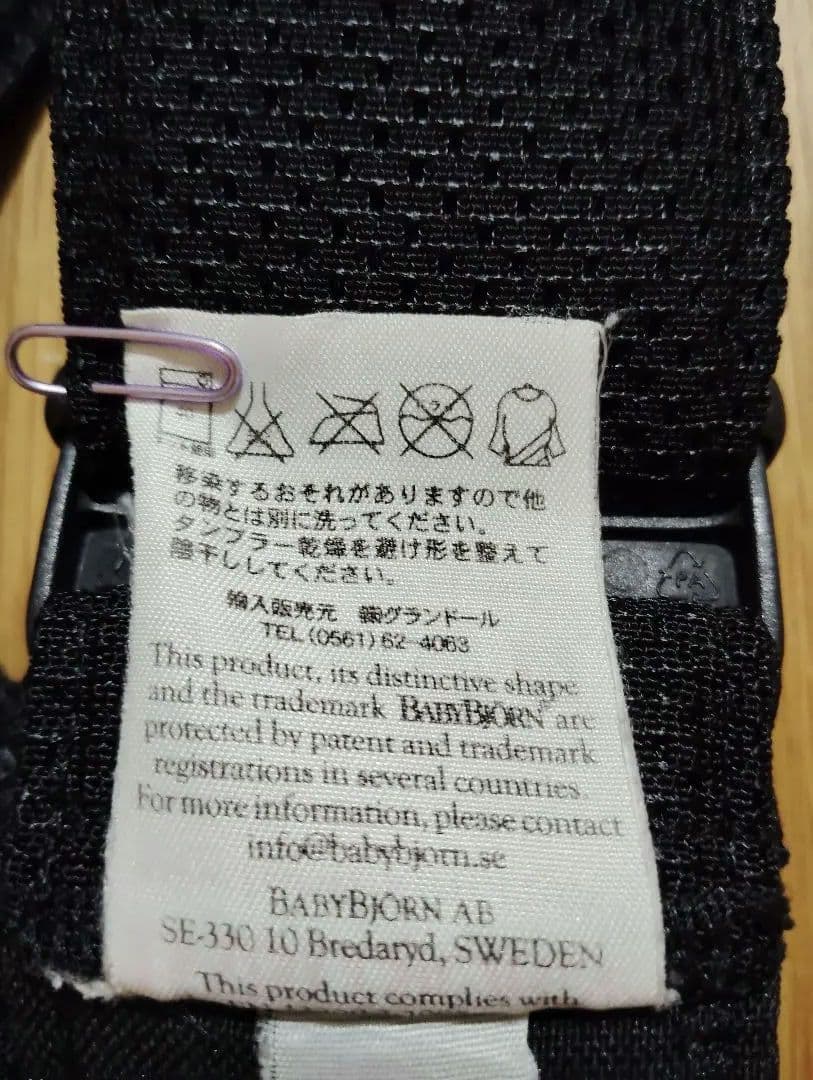 移染するおそれがありますので他
の物とは別に洗ってください。
タンブラー乾燥を避け形を整えて
陰干ししてください。
輸入販売元 ㈱グランドール
TEL(0561)62-4063
This product, its distinctive shape
and the trademark BABYBJÖRN® are
protected by patent and trademark
registrations in several countries.
For more information, please contact
info@babybjorn.se
BABYBJÖRN AB
SE-330 10 Bredaryd, SWEDEN
This product complies with